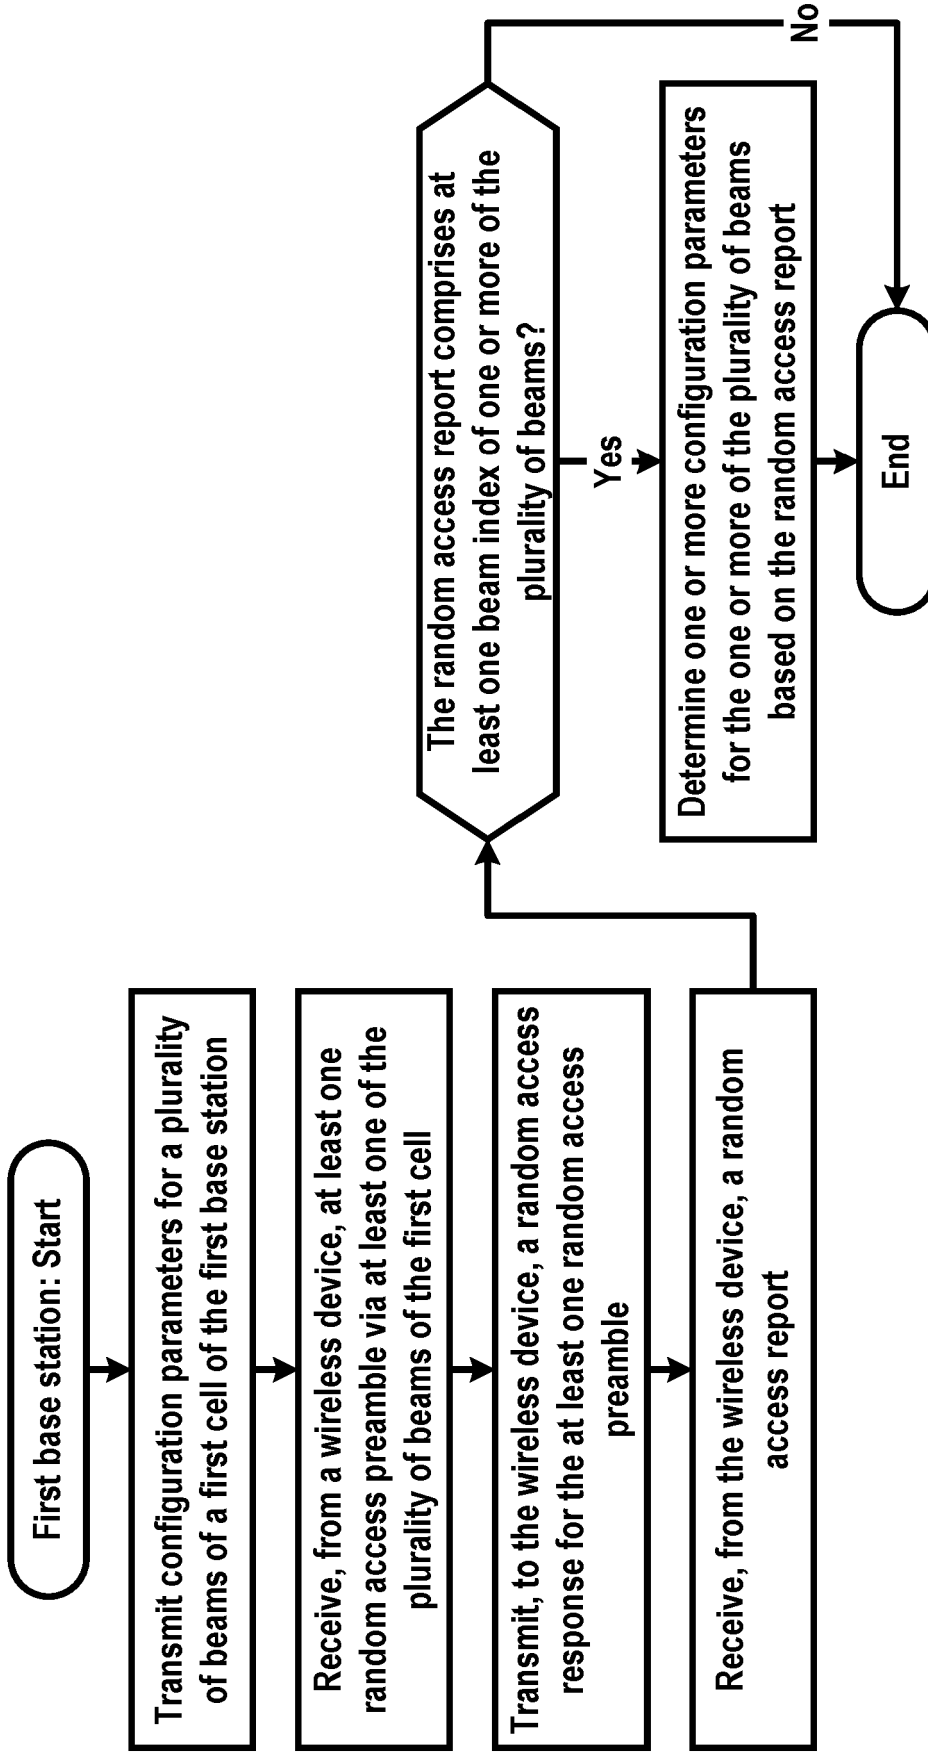 First base station: Start
Transmit configuration parameters for a plurality
of beams of a first cell of the first base station
Receive, from a wireless device, at least one
random access preamble via at least one of the
plurality of beams of the first cell
Transmit, to the wireless device, a random access
response for the at least one random access
preamble
Receive, from the wireless device, a random
access report
The random access report comprises at
least one beam index of one or more of the
plurality of beams?
Yes
No
Determine one or more configuration parameters
for the one or more of the plurality of beams
based on the random access report
End